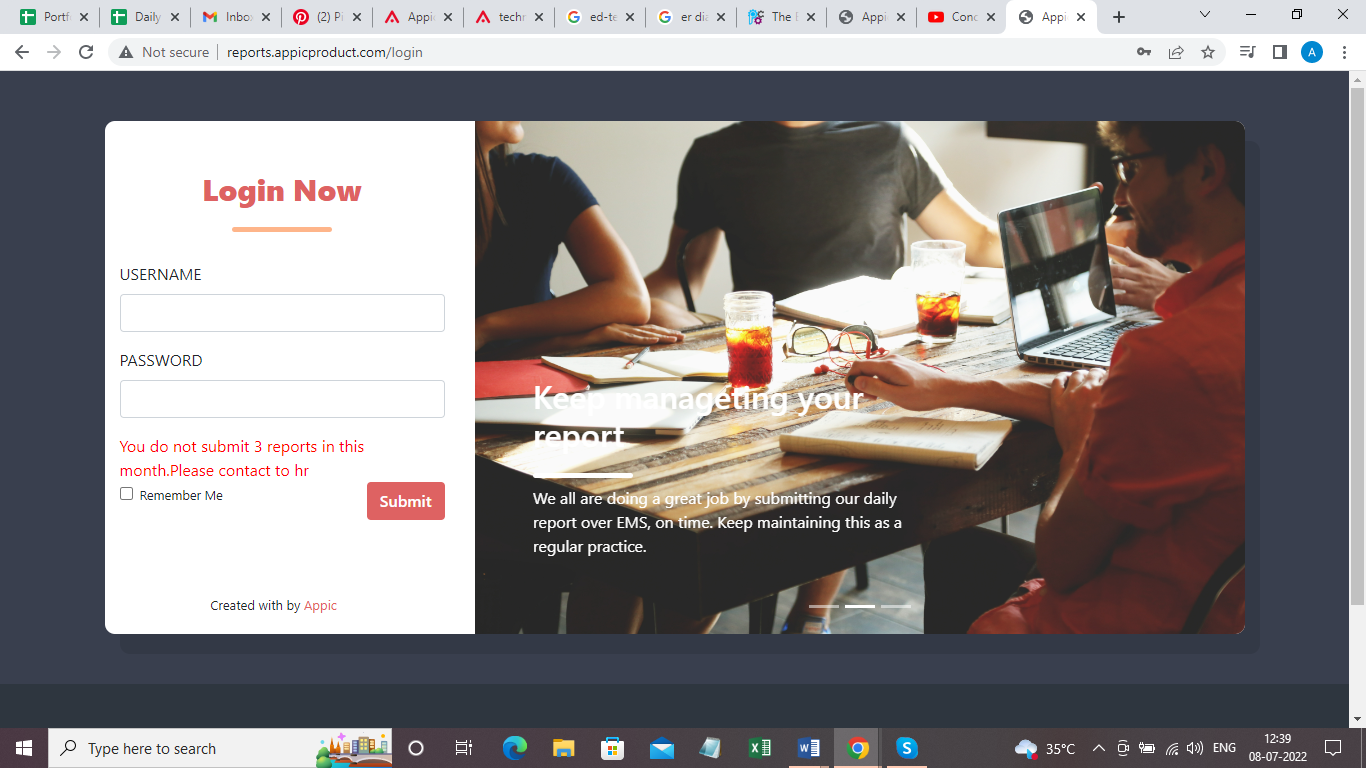 Portf
Daily
Inbox
(2) Pi
Appic
techn
ed-te
er dia
The E
Appi
Conc
Appi
Not secure
reports.appicproduct.com/login
A
Login Now
USERNAME
PASSWORD
You do not submit 3 reports in this
month.Please contact to hr
Remember Me
Submit
Created with by Appic
Keep manageting your
report
We all are doing a great job by submitting our daily
report over EMS, on time. Keep maintaining this as a
regular practice.
Type here to search
35°C
ENG
12:39
08-07-2022